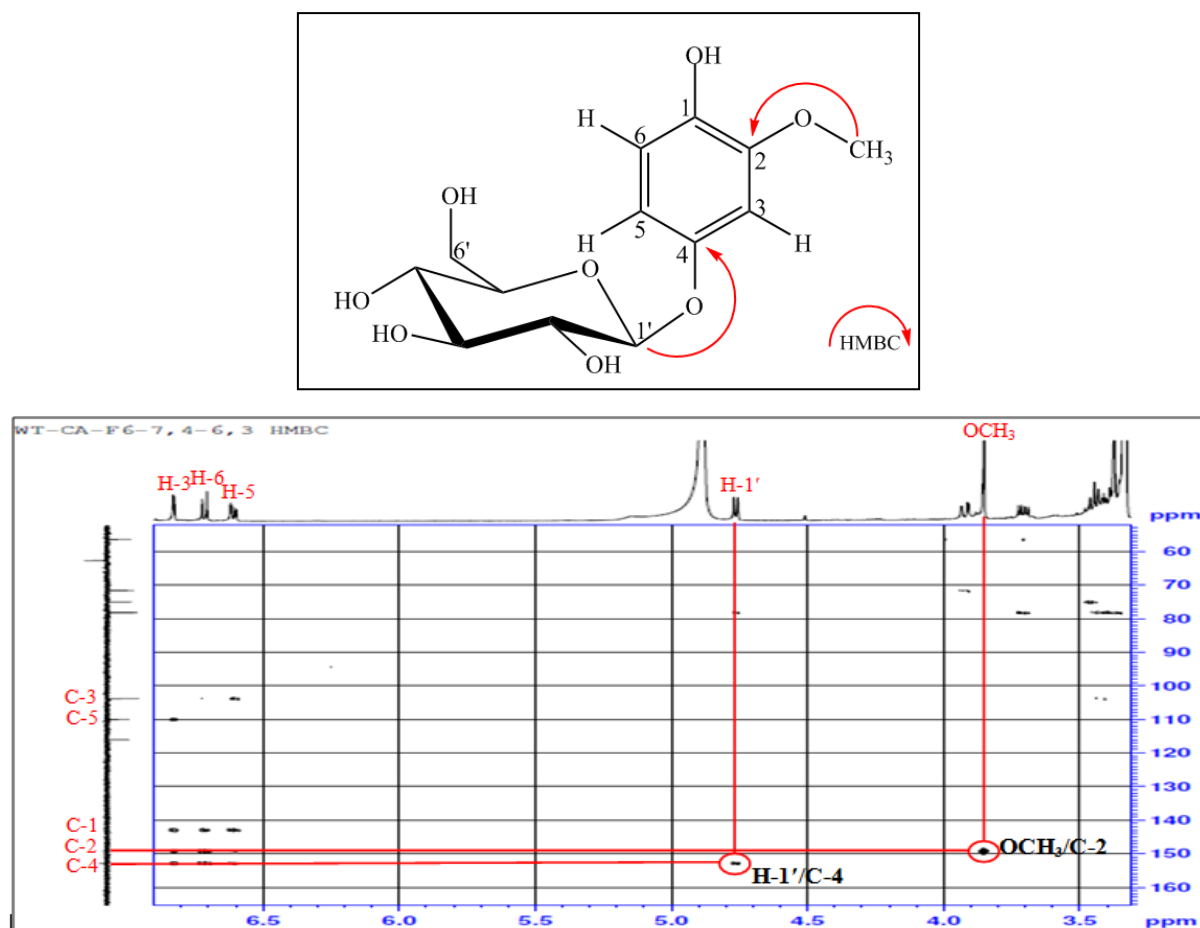 OH
1
O
H
6
2
CH3
OH
3
H
5
H
6'
4
O
HO
O
HO
1'
OH
HMBC
WT-CA-F6-7,4-6,3 HMBC
OCH3
H-3
H-6
H-5
H-1′
ppm
60
70
80
90
C-3
100
C-5
110
120
130
C-1
140
C-2
OCH3/C-2
150
C-4
H-1′/C-4
160
6.5
6.0
5.5
5.0
4.5
4.0
3.5
ppm